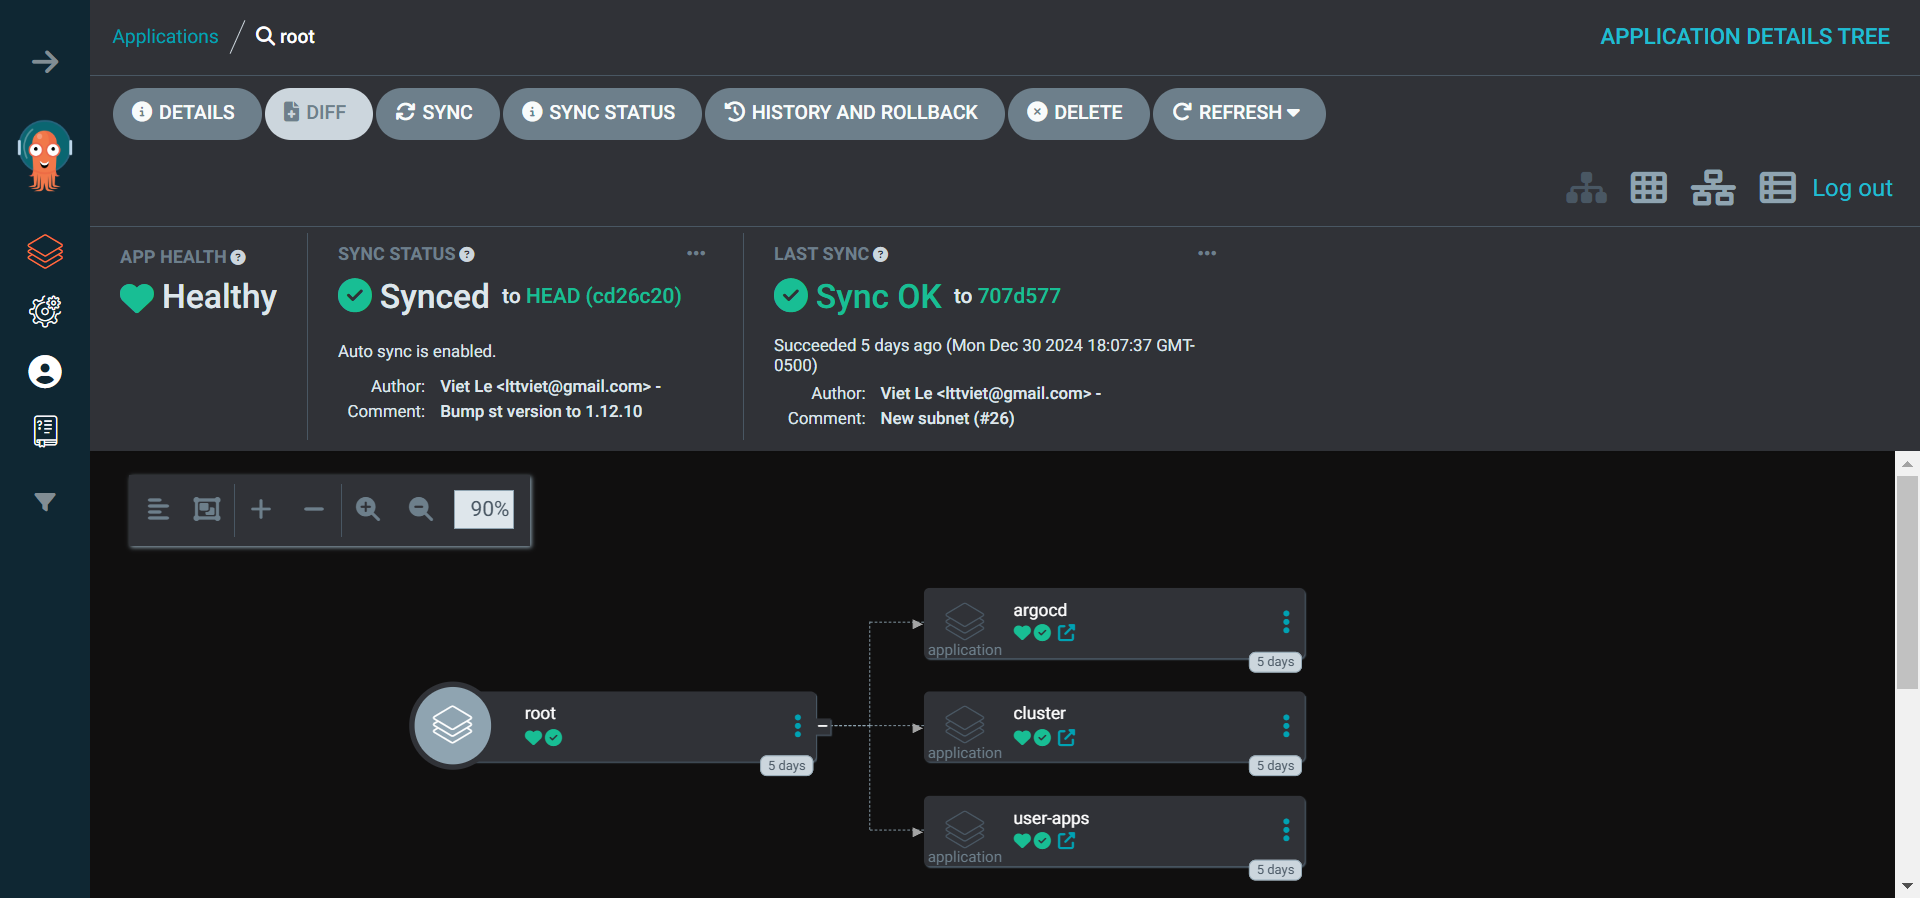 Applications / root
APPLICATION DETAILS TREE
DETAILS
DIFF
SYNC
SYNC STATUS
HISTORY AND ROLLBACK
DELETE
REFRESH
Log out
APP HEALTH
Healthy
SYNC STATUS
Synced to HEAD (cd26c20)
Auto sync is enabled.
Author: Viet Le <lttviet@gmail.com> -
Comment: Bump st version to 1.12.10
LAST SYNC
Sync OK to 707d577
Succeeded 5 days ago (Mon Dec 30 2024 18:07:37 GMT-
0500)
Author: Viet Le <lttviet@gmail.com> -
Comment: New subnet (#26)
90%
root
5 days
argocd
application
5 days
cluster
application
5 days
user-apps
application
5 days